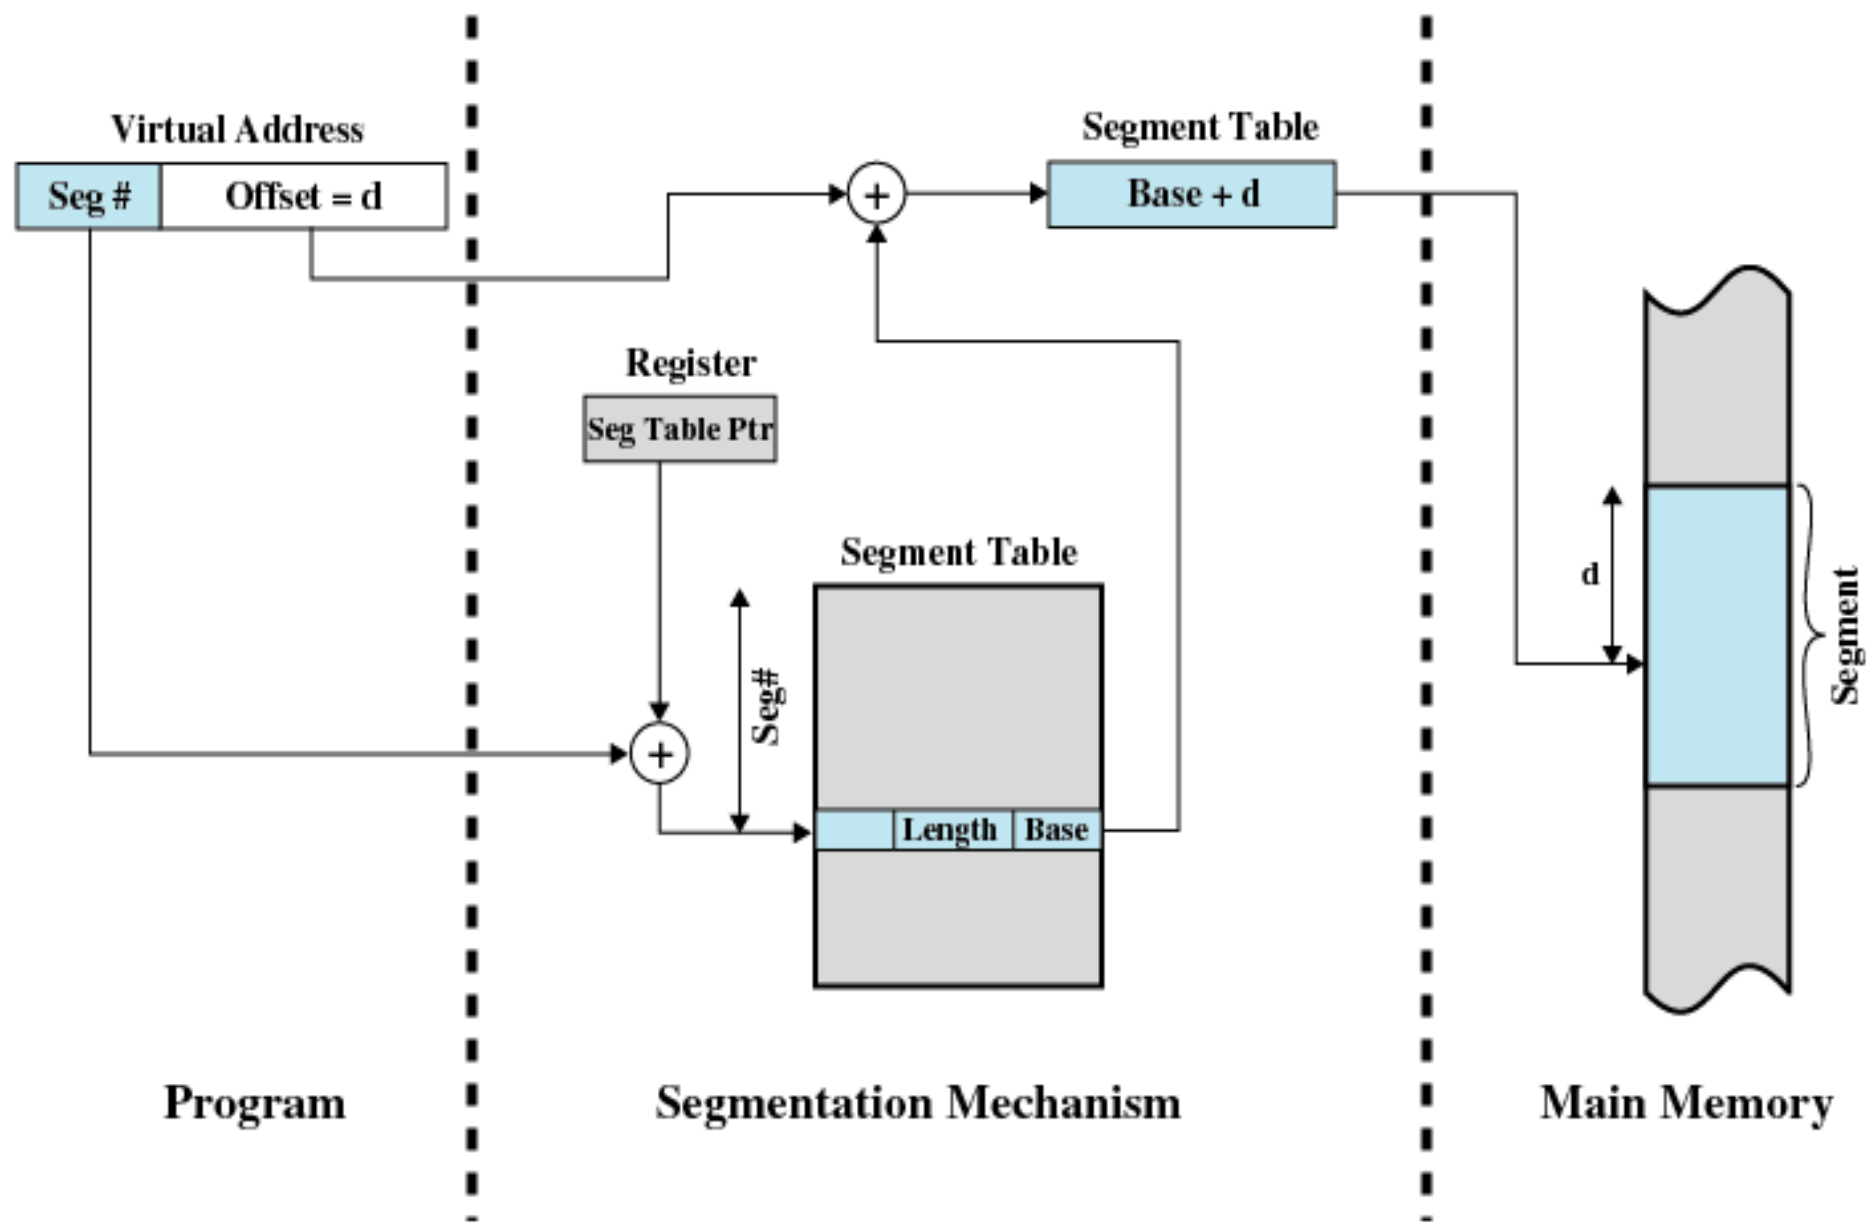 Virtual Address
Seg #
Offset = d
Segment Table
+
Base + d
Register
Seg Table Ptr
Segment Table
Seg#
+
Length
Base
d
Segment
Program
Segmentation Mechanism
Main Memory